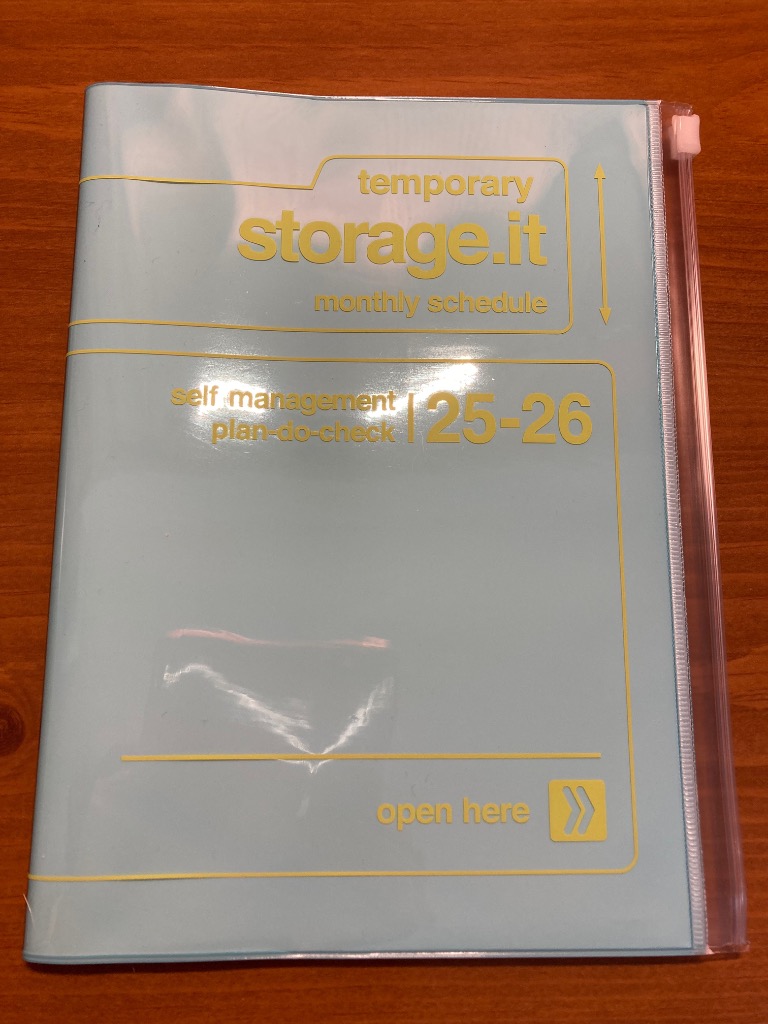 temporary
storage.it
monthly schedule
self management
plan-do-check
25-26
open here